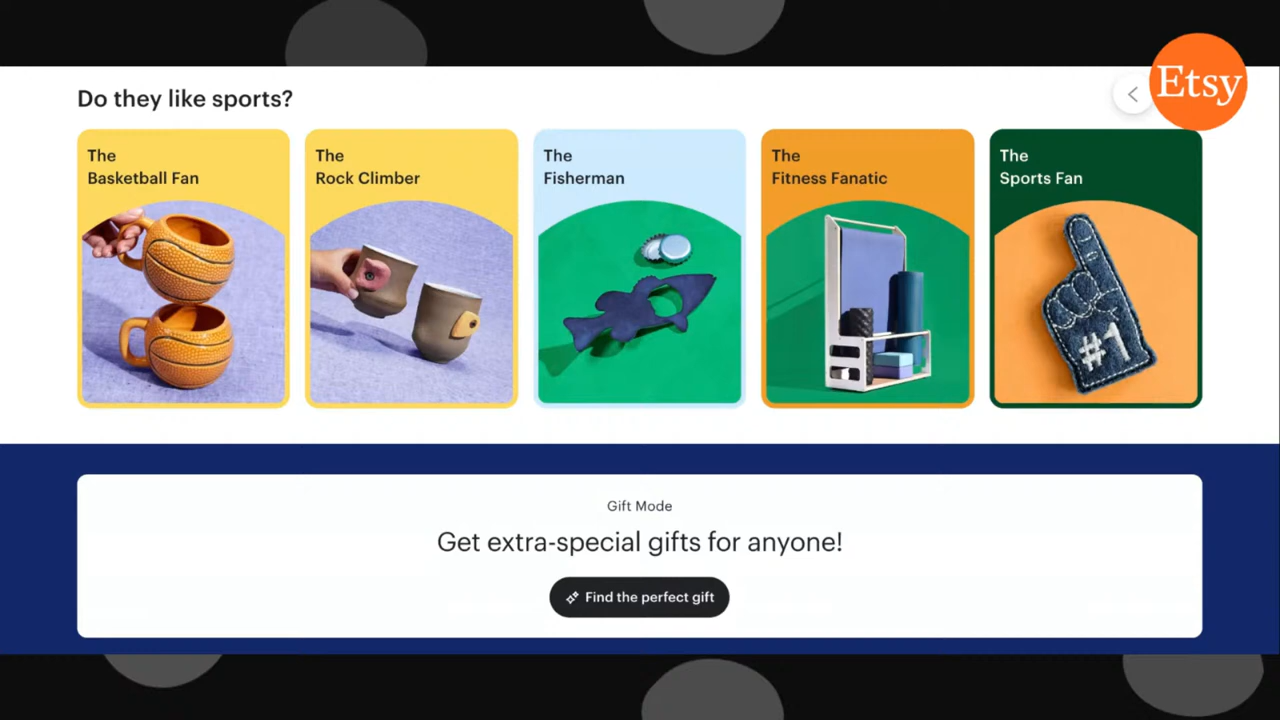 Etsy
Do they like sports?
The
Basketball Fan
The
Rock Climber
The
Fisherman
The
Fitness Fanatic
The
Sports Fan
#1
Gift Mode
Get extra-special gifts for anyone!
Find the perfect gift